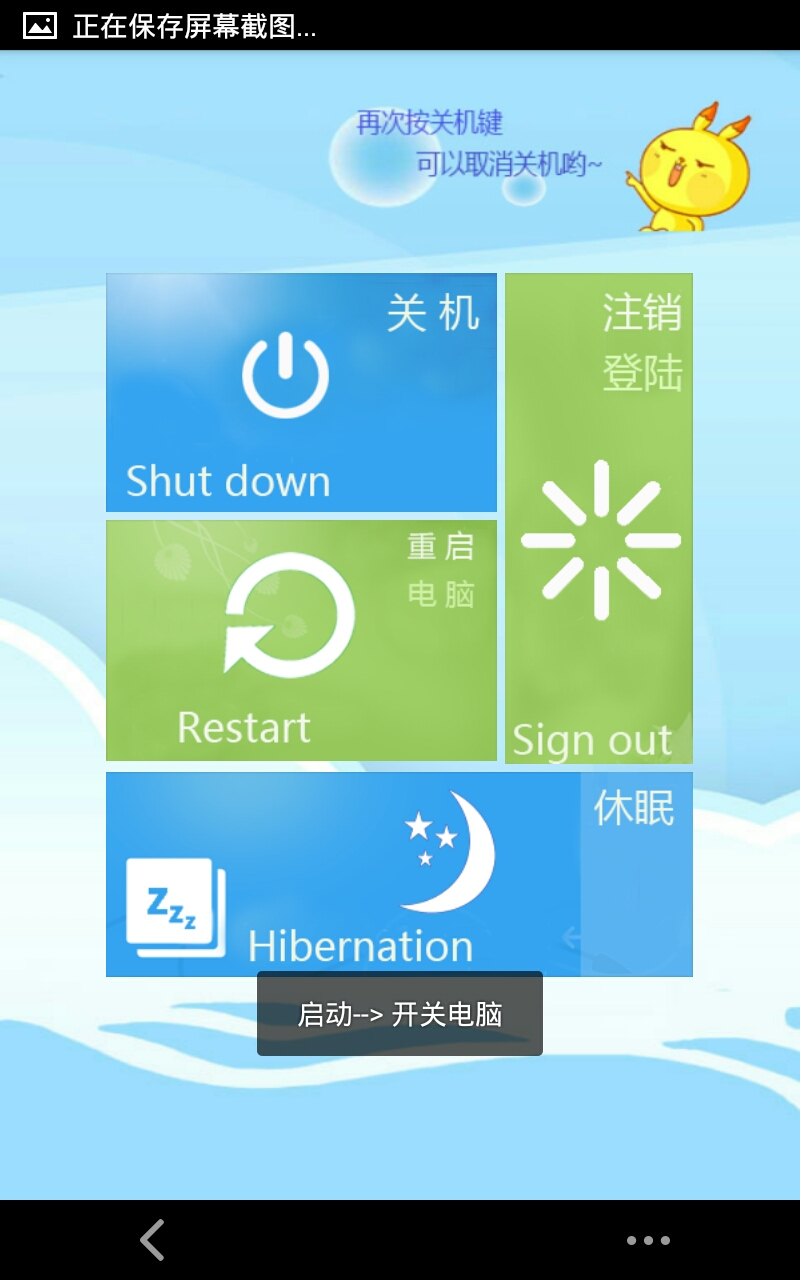 正在保存屏幕截图...
再次按关机键
可以取消关机哟~
关 机
Shut down
注销
登陆
Sign out
重 启
电 脑
Restart
休眠
Zzz
Hibernation
启动--> 开关电脑